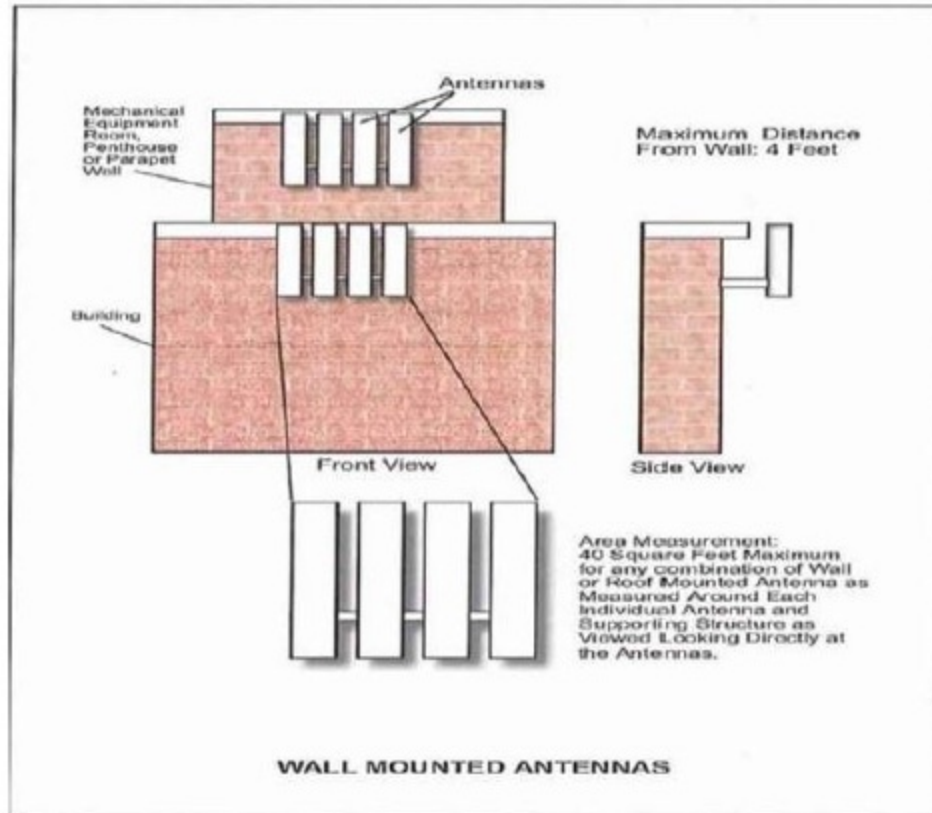 Antennas
Mechanical
Equipment
Room,
Penthouse
or Parapet
Wall
Maximum Distance
From Wall: 4 Feet
Building
Front View
Side View
Area Measurement:
40 Square Feet Maximum
for any combination of Wall
or Roof Mounted Antenna as
Measured Around Each
Individual Antenna and
Supporting Structure as
Viewed Looking Directly at
the Antennas.
WALL MOUNTED ANTENNAS